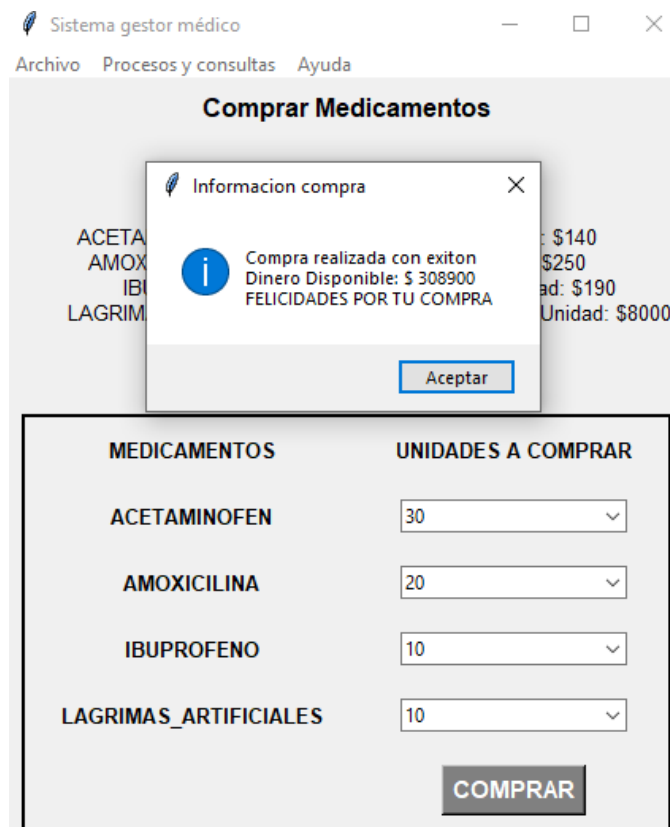 Sistema gestor médico
Archivo Procesos y consultas Ayuda
Comprar Medicamentos
Informacion compra
Compra realizada con exiton
Dinero Disponible: $ 308900
FELICIDADES POR TU COMPRA
Aceptar
: $140
$250
: $190
Unidad: $8000
MEDICAMENTOS UNIDADES A COMPRAR
ACETAMINOFEN 30
AMOXICILINA 20
IBUPROFENO 10
LAGRIMAS_ARTIFICIALES 10
COMPRAR